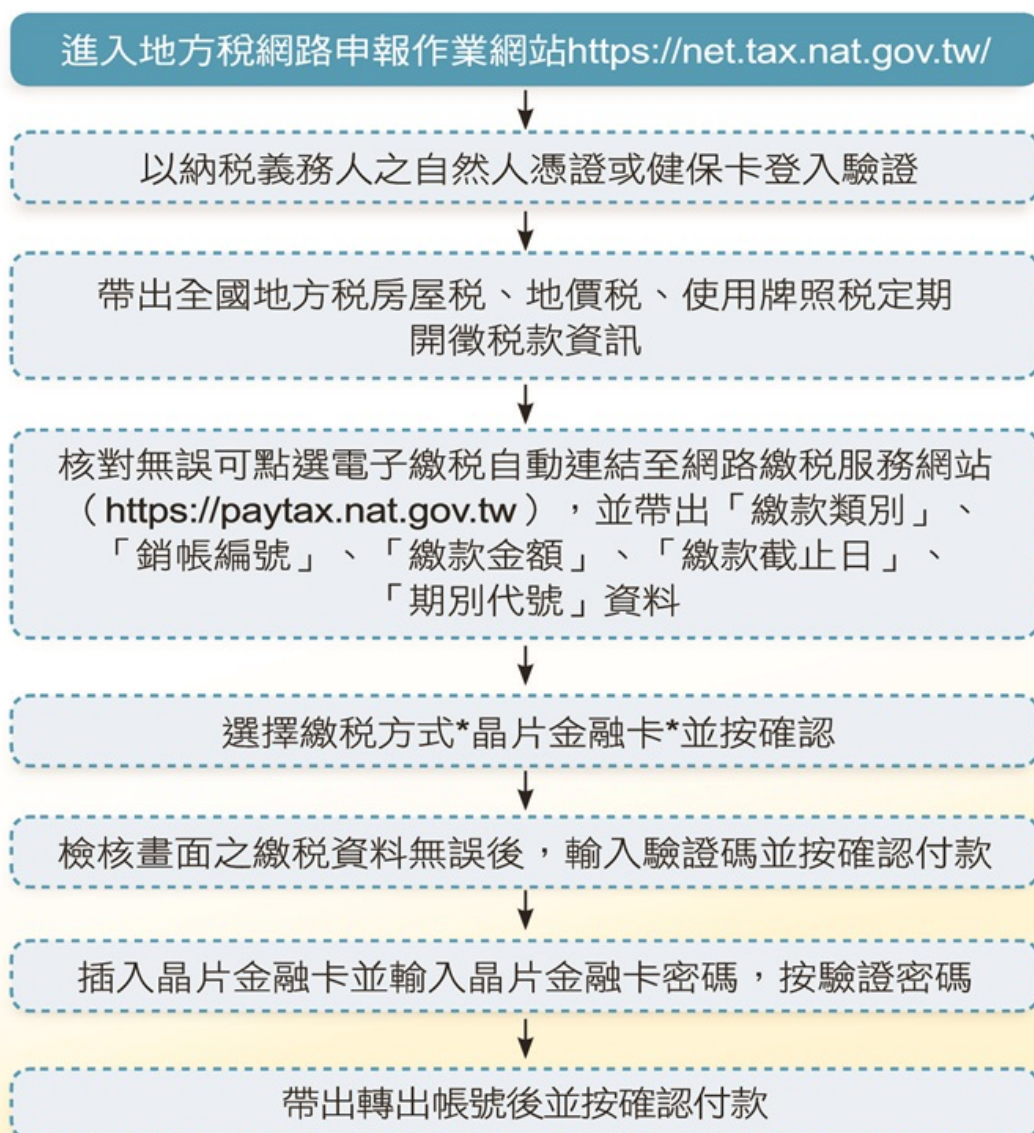 進入地方稅網路申報作業網站https://net.tax.nat.gov.tw/
以納稅義務人之自然人憑證或健保卡登入驗證
帶出全國地方稅房屋稅、地價稅、使用牌照稅定期
開徵稅款資訊
核對無誤可點選電子繳稅自動連結至網路繳稅服務網站
（https://paytax.nat.gov.tw），並帶出「繳款類別」、
「銷帳編號」、「繳款金額」、「繳款截止日」、
「期別代號」資料
選擇繳稅方式*晶片金融卡*並按確認
檢核畫面之繳稅資料無誤後，輸入驗證碼並按確認付款
插入晶片金融卡並輸入晶片金融卡密碼，按驗證密碼
帶出轉出帳號後並按確認付款